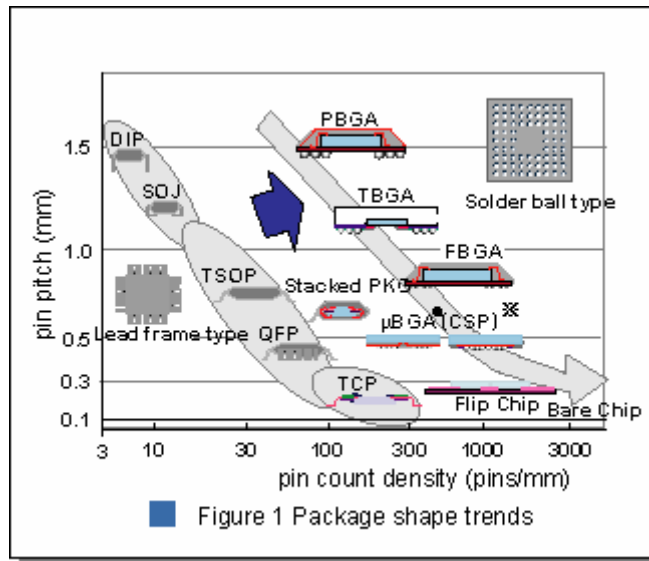 PBGA
1.5
DIP
SOJ
TBGA
Solder ball type
pin pitch (mm)
1.0
FBGA
TSOP
Stacked PKG
Lead frame type
QFP
µBGA (CSP)
※
0.5
0.3
TCP
Flip Chip
Bare Chip
0.1
3 10 30 100 300 1000 3000
pin count density (pins/mm)
Figure 1 Package shape trends